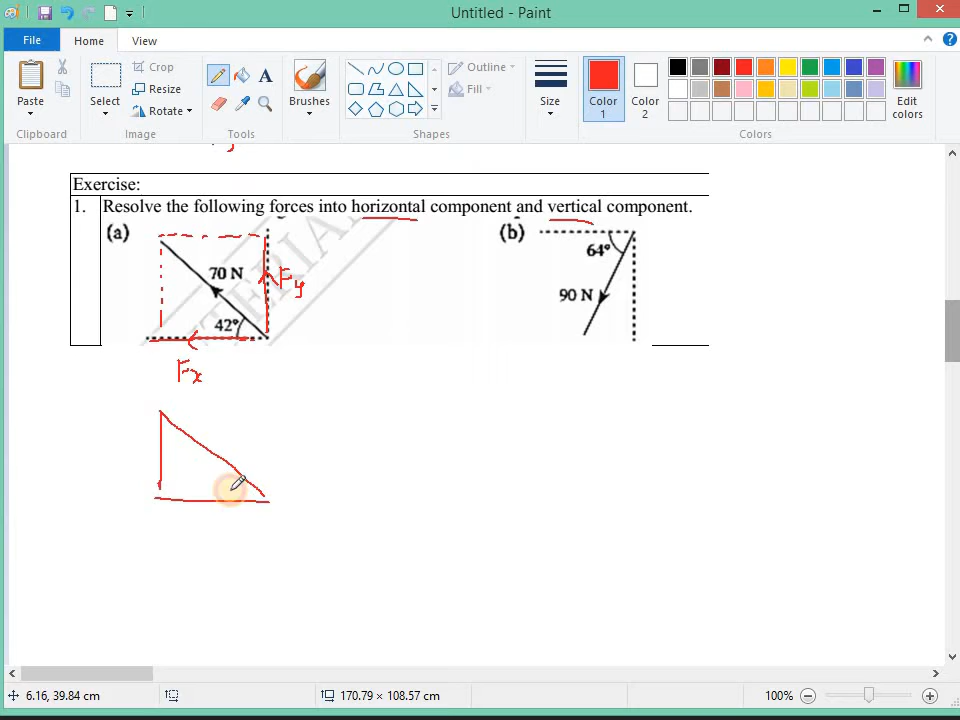 Untitled - Paint
File
Home
View
Paste
Select
Crop
Resize
Rotate
Brushes
Outline
Fill
Size
Color 1
Color 2
Edit colors
Clipboard
Image
Tools
Shapes
Colors
y
Exercise:
1. Resolve the following forces into horizontal component and vertical component.
(a)
70 N
42°
Fy
Fx
(b)
64°
90 N
ERIA
6.16, 39.84 cm
170.79 × 108.57 cm
100%